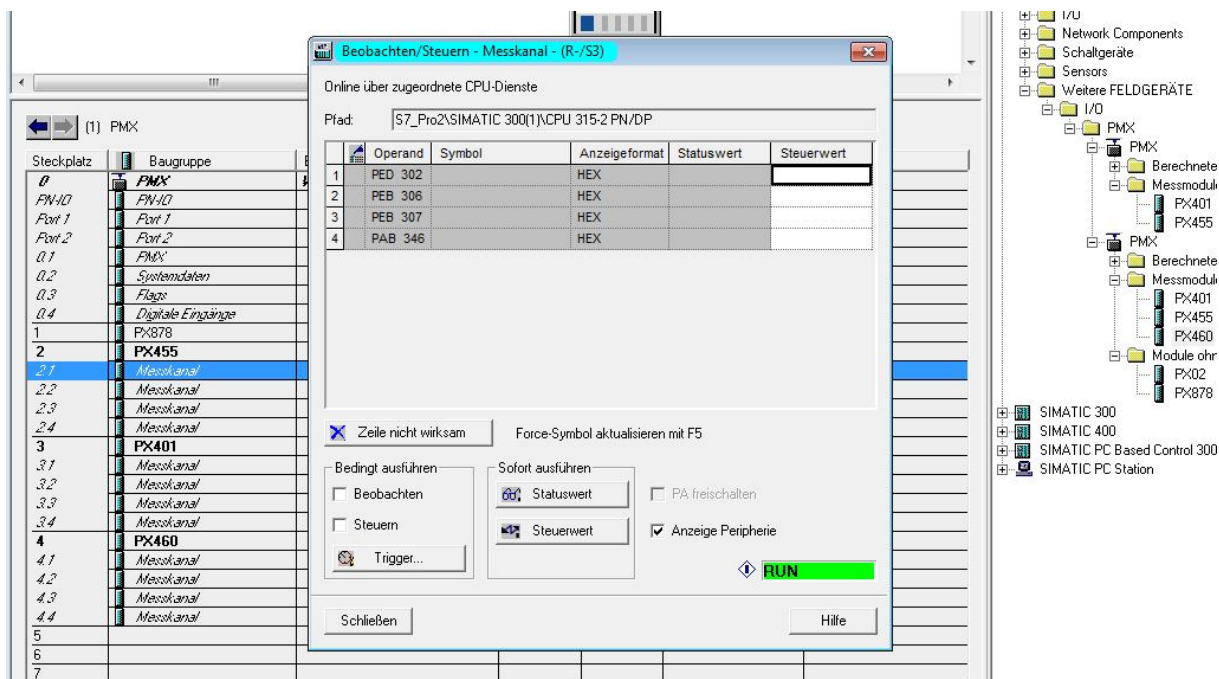 Beobachten/Steuern - Messkanal - (R-/S3)
Online über zugeordnete CPU-Dienste
Pfad: S7_Pro2\SIMATIC 300(1)\CPU 315-2 PN/DP
Operand Symbol Anzeigeformat Statuswert Steuerwert
1 PED 302 HEX
2 PEB 306 HEX
3 PEB 307 HEX
4 PAB 346 HEX
Zeile nicht wirksam Force-Symbol aktualisieren mit F5
Bedingt ausführen Sofort ausführen
Beobachten Statuswert PA freischalten
Steuern Steuerwert Anzeige Peripherie
Trigger...
RUN
Schließen Hilfe
(1) PMX
Steckplatz Baugruppe
0 PMX
PN-IO PN-IO
Port 1 Port 1
Port 2 Port 2
0.1 PMX
0.2 Systemdaten
0.3 Flags
0.4 Digitale Eingänge
1 PX878
2 PX455
2.1 Messkanal
2.2 Messkanal
2.3 Messkanal
2.4 Messkanal
3 PX401
3.1 Messkanal
3.2 Messkanal
3.3 Messkanal
3.4 Messkanal
4 PX460
4.1 Messkanal
4.2 Messkanal
4.3 Messkanal
4.4 Messkanal
5
6
7
I/O
Network Components
Schaltgeräte
Sensors
Weitere FELDGERÄTE
I/O
PMX
PMX
Berechnete
Messmodule
PX401
PX455
PMX
Berechnete
Messmodule
PX401
PX455
PX460
Module ohn
PX02
PX878
SIMATIC 300
SIMATIC 400
SIMATIC PC Based Control 300
SIMATIC PC Station